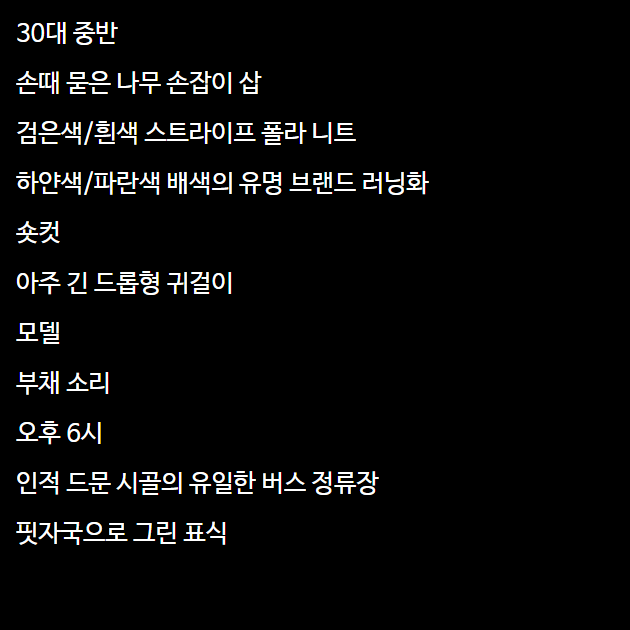 30대 중반
손때 묻은 나무 손잡이 삽
검은색/흰색 스트라이프 폴라 니트
하얀색/파란색 배색의 유명 브랜드 러닝화
숏컷
아주 긴 드롭형 귀걸이
모델
부채 소리
오후 6시
인적 드문 시골의 유일한 버스 정류장
핏자국으로 그린 표식